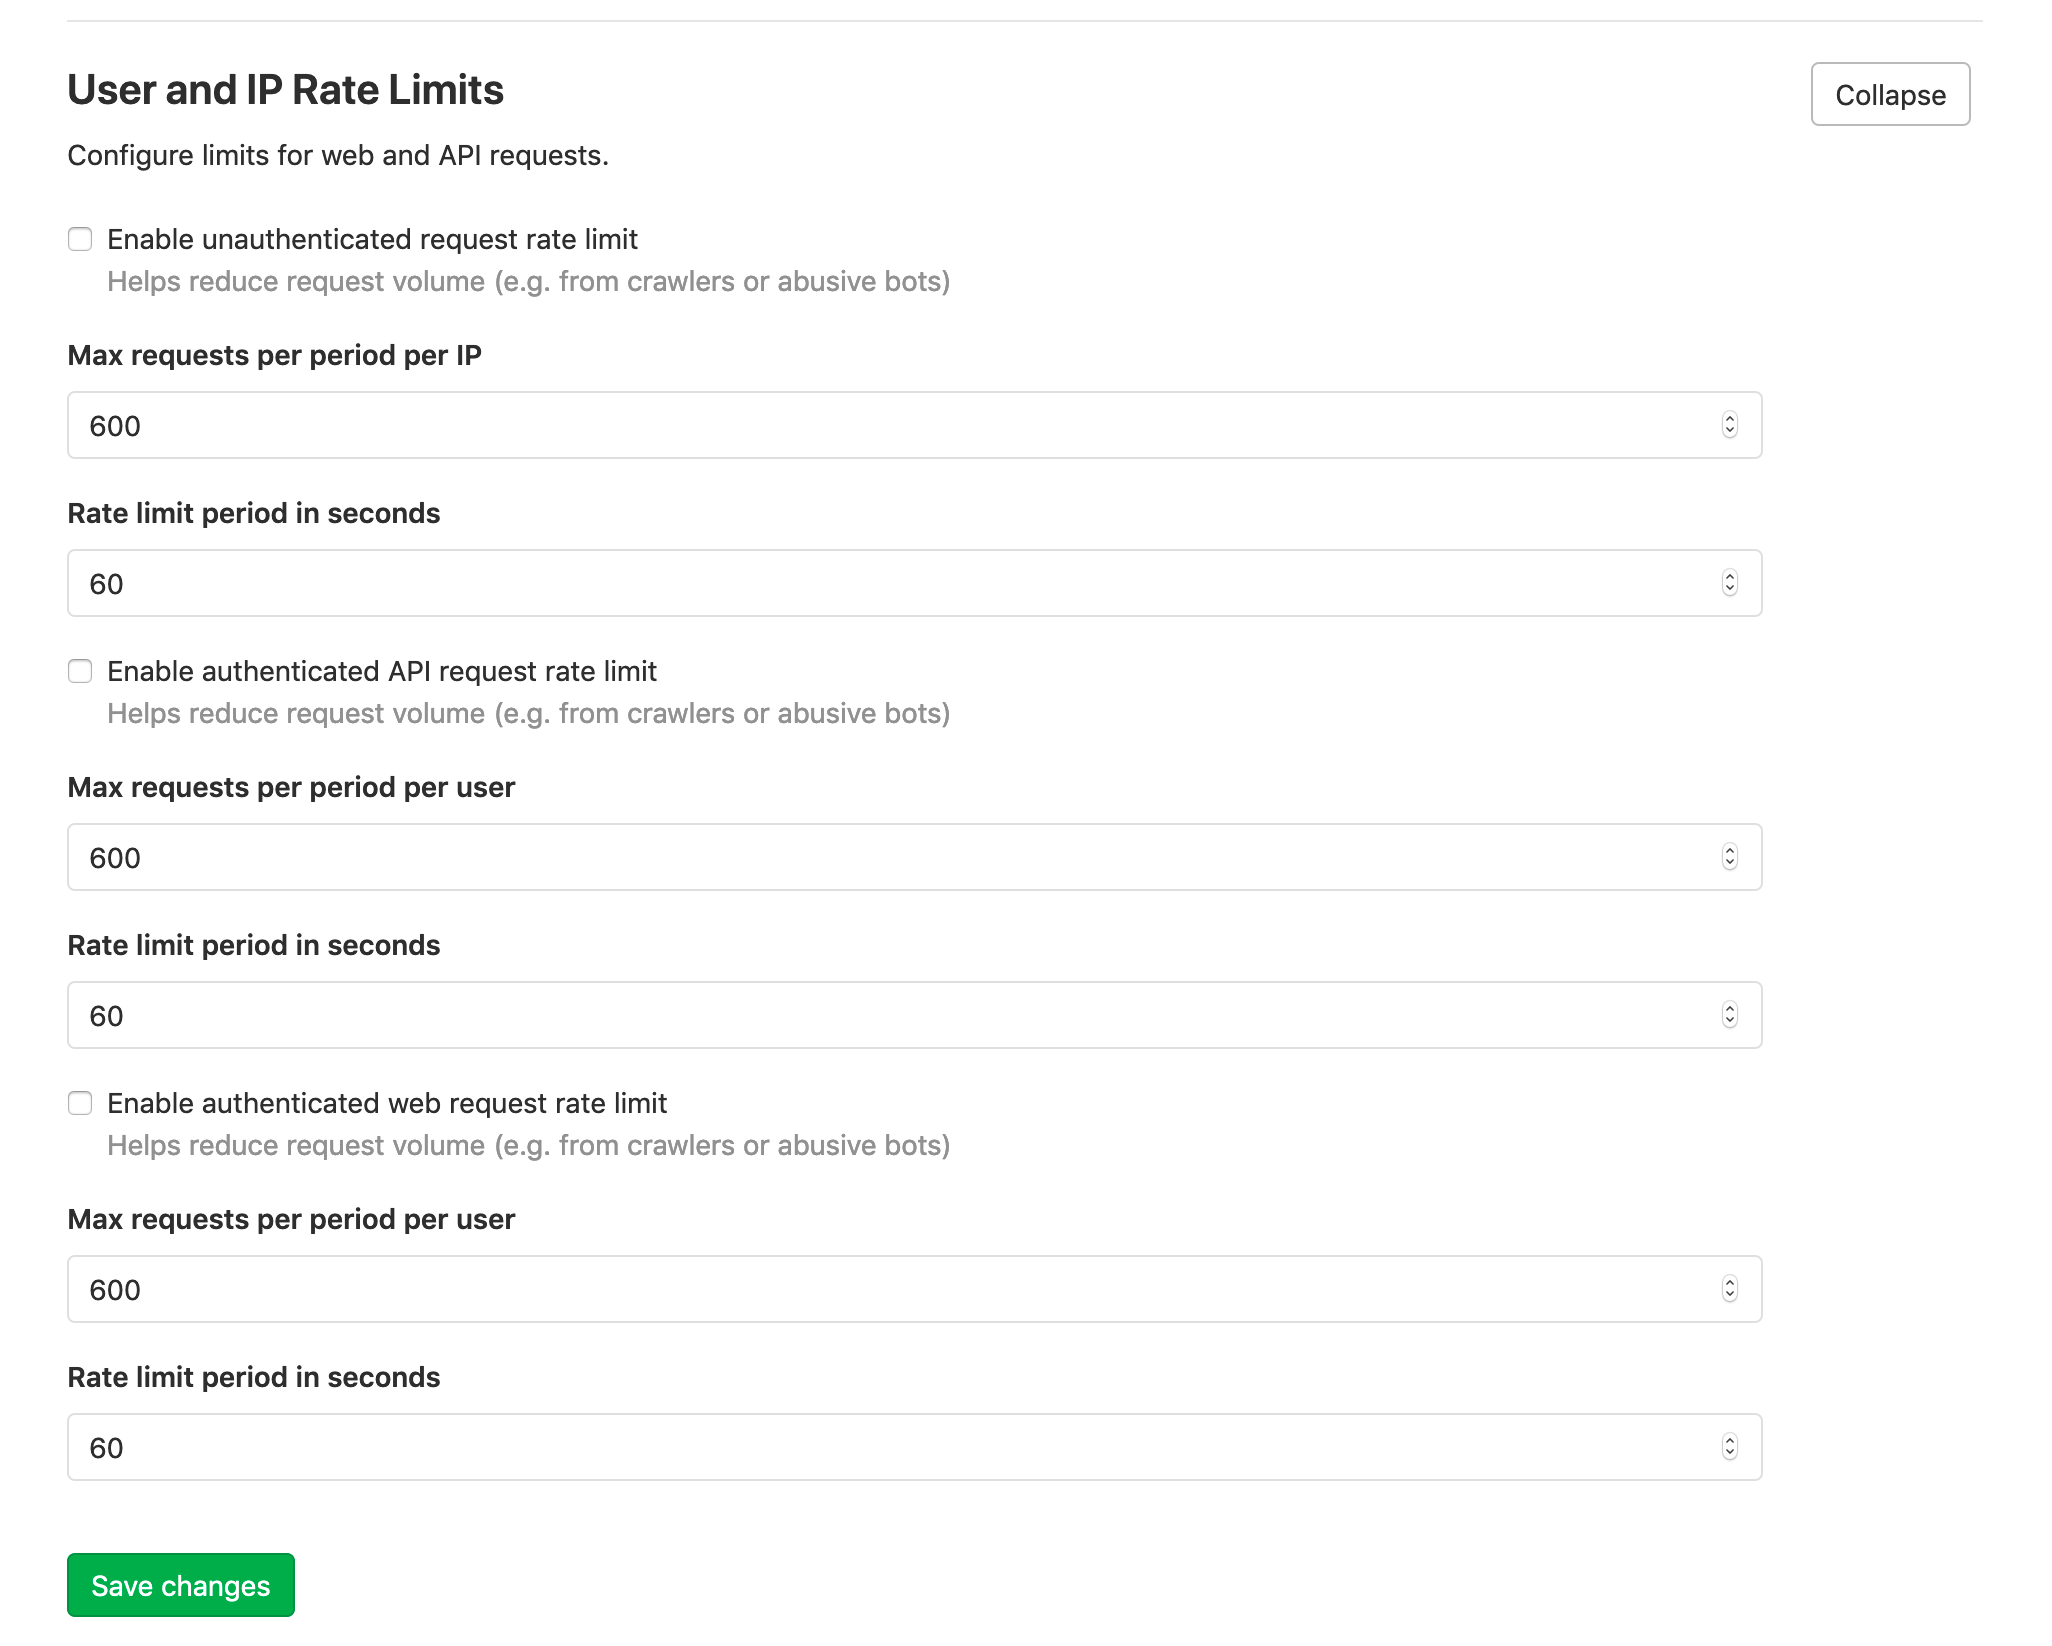 User and IP Rate Limits
Collapse
Configure limits for web and API requests.
Enable unauthenticated request rate limit
Helps reduce request volume (e.g. from crawlers or abusive bots)
Max requests per period per IP
600
Rate limit period in seconds
60
Enable authenticated API request rate limit
Helps reduce request volume (e.g. from crawlers or abusive bots)
Max requests per period per user
600
Rate limit period in seconds
60
Enable authenticated web request rate limit
Helps reduce request volume (e.g. from crawlers or abusive bots)
Max requests per period per user
600
Rate limit period in seconds
60
Save changes